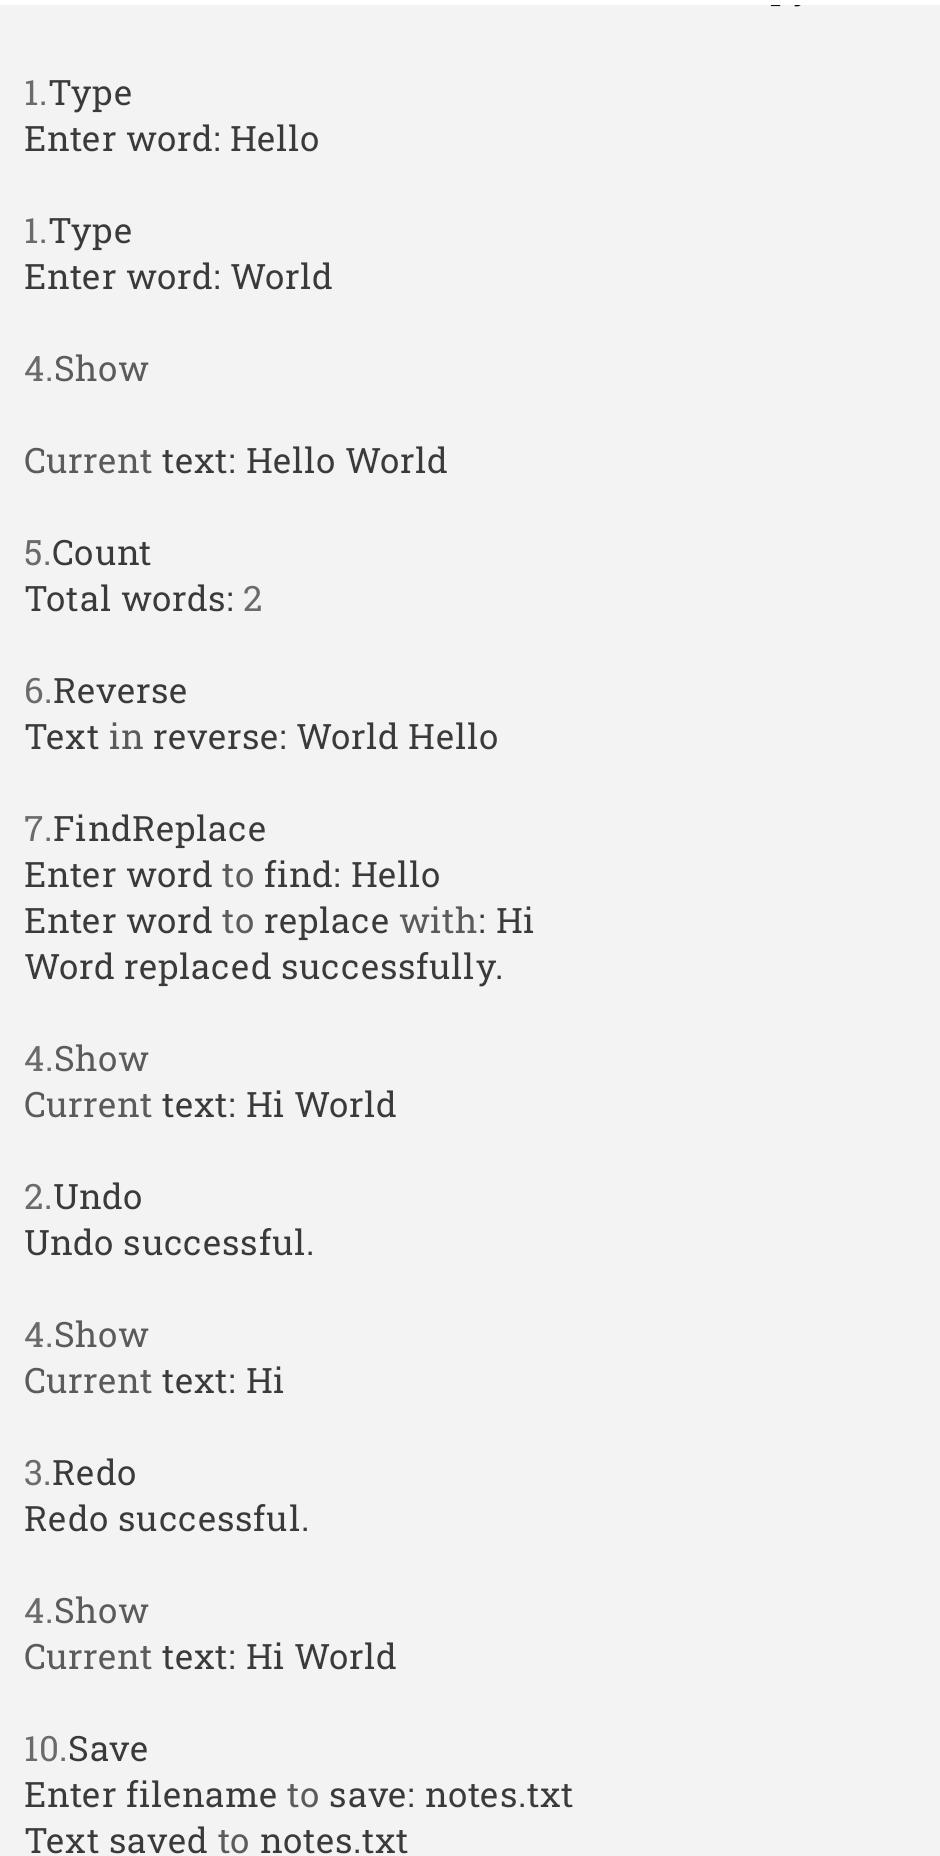 1.Type
Enter word: Hello
1.Type
Enter word: World
4.Show
Current text: Hello World
5.Count
Total words: 2
6.Reverse
Text in reverse: World Hello
7.FindReplace
Enter word to find: Hello
Enter word to replace with: Hi
Word replaced successfully.
4.Show
Current text: Hi World
2.Undo
Undo successful.
4.Show
Current text: Hi
3.Redo
Redo successful.
4.Show
Current text: Hi World
10.Save
Enter filename to save: notes.txt
Text saved to notes.txt